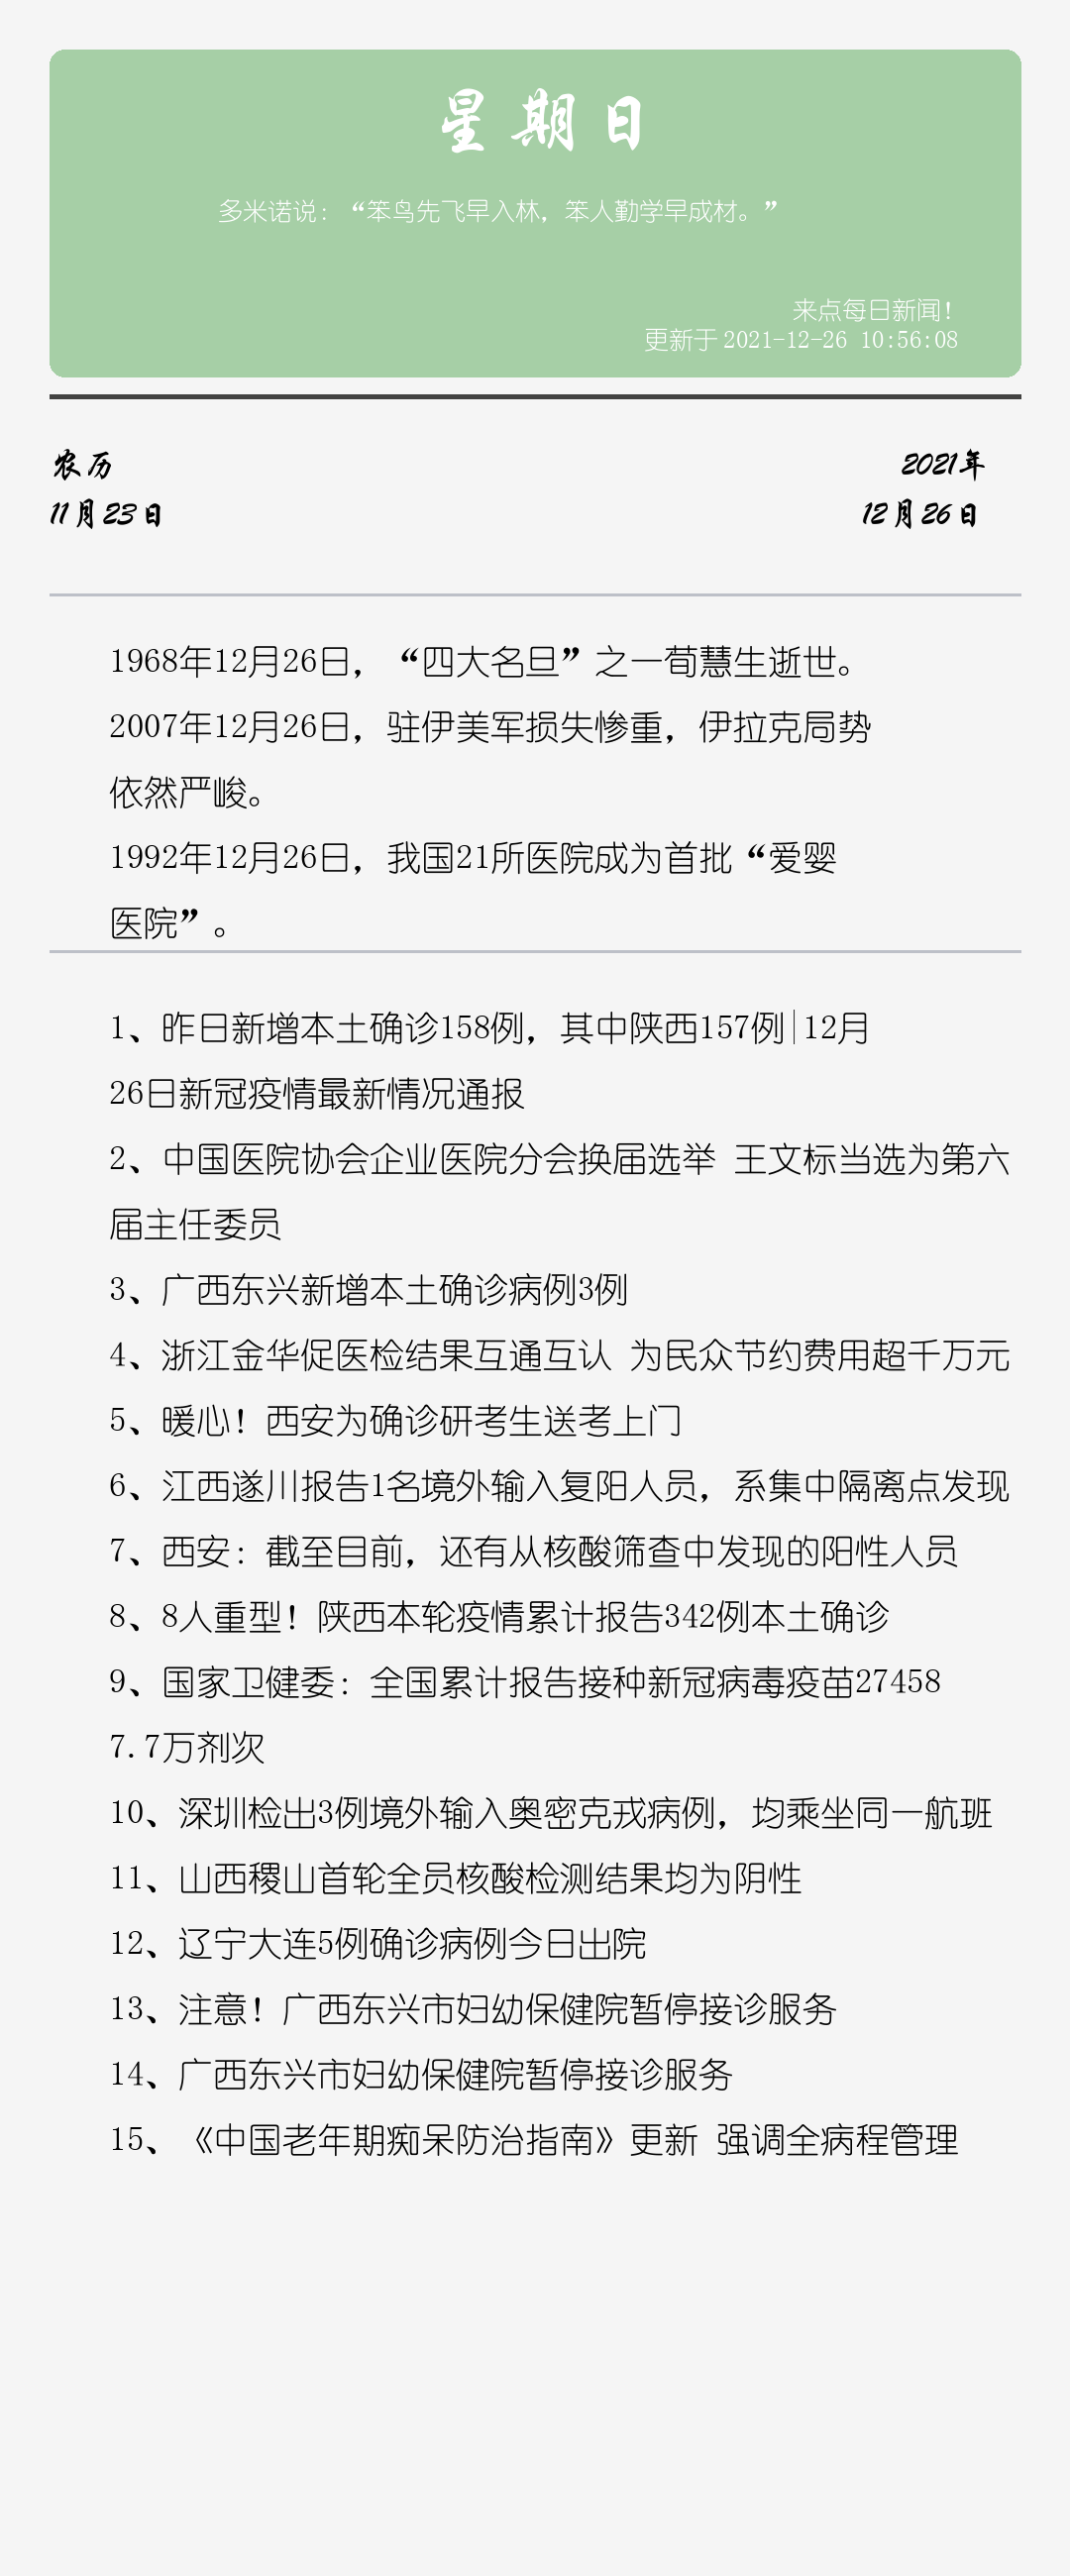 星期日
多米诺说：“笨鸟先飞早入林，笨人勤学早成材。”
来点每日新闻！
更新于2021-12-26 10:56:08
农历
2021年
11月23日
12月26日
1968年12月26日，“四大名旦”之一荀慧生逝世。
2007年12月26日，驻伊美军损失惨重，伊拉克局势
依然严峻。
1992年12月26日，我国21所医院成为首批“爱婴
医院”。
1、昨日新增本土确诊158例，其中陕西157例|12月
26日新冠疫情最新情况通报
2、中国医院协会企业医院分会换届选举 王文标当选为第六
届主任委员
3、广西东兴新增本土确诊病例3例
4、浙江金华促医检结果互通互认 为民众节约费用超千万元
5、暖心！西安为确诊研考生送考上门
6、江西遂川报告1名境外输入复阳人员，系集中隔离点发现
7、西安：截至目前，还有从核酸筛查中发现的阳性人员
8、8人重型！陕西本轮疫情累计报告342例本土确诊
9、国家卫健委：全国累计报告接种新冠病毒疫苗27458
7.7万剂次
10、深圳检出3例境外输入奥密克戎病例，均乘坐同一航班
11、山西稷山首轮全员核酸检测结果均为阴性
12、辽宁大连5例确诊病例今日出院
13、注意！广西东兴市妇幼保健院暂停接诊服务
14、广西东兴市妇幼保健院暂停接诊服务
15、《中国老年期痴呆防治指南》更新 强调全病程管理